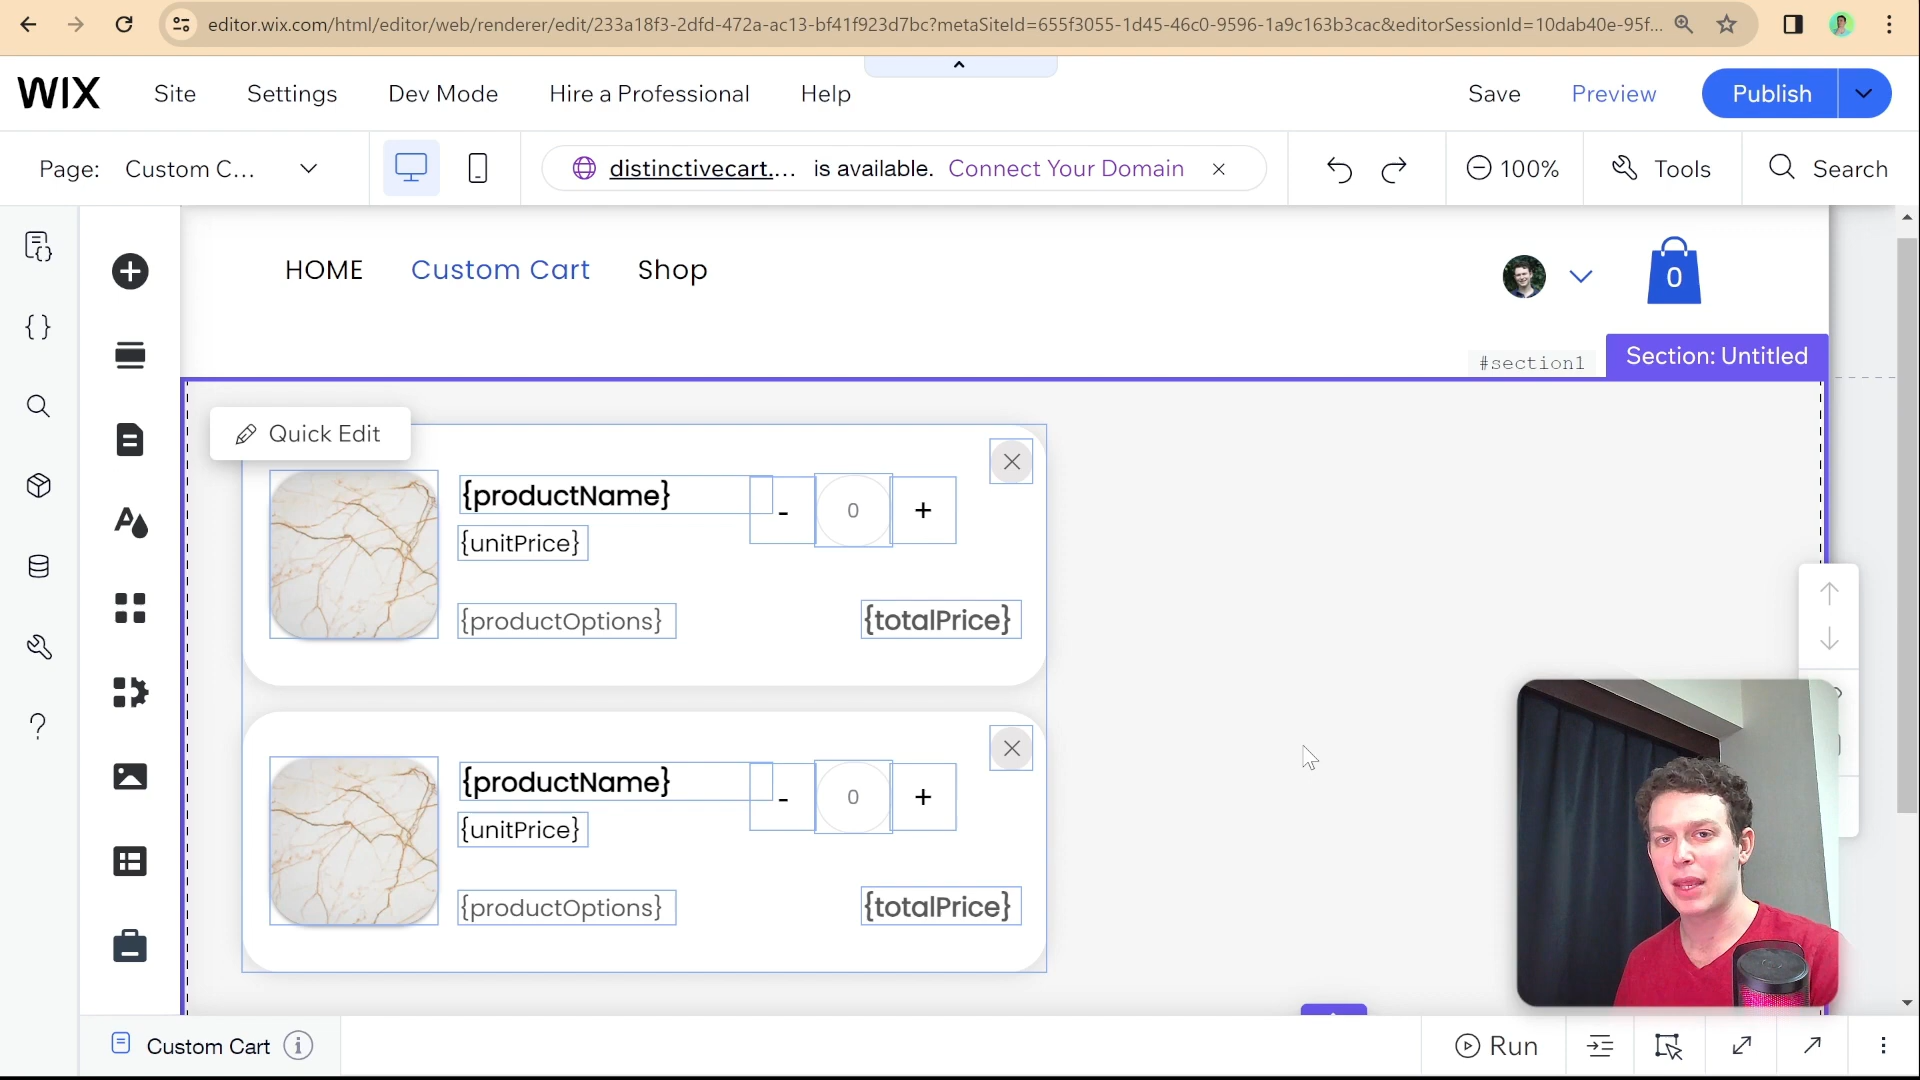 editor.wix.com/html/editor/web/renderer/edit/233a18f3-2dfd-472a-ac13-bf41f923d7bc?metaSiteId=655f3055-1d45-46c0-9596-1a9c163b3cac&editorSessionId=10dab40e-95f...
WIX Site Settings Dev Mode Hire a Professional Help Save Preview Publish
Page: Custom C... distinctivecart.... is available. Connect Your Domain 100% Tools Search
HOME Custom Cart Shop 0
#section1 Section: Untitled
Quick Edit
{productName} - 0 +
{unitPrice}
{productOptions} {totalPrice}
{productName} - 0 +
{unitPrice}
{productOptions} {totalPrice}
Custom Cart Run